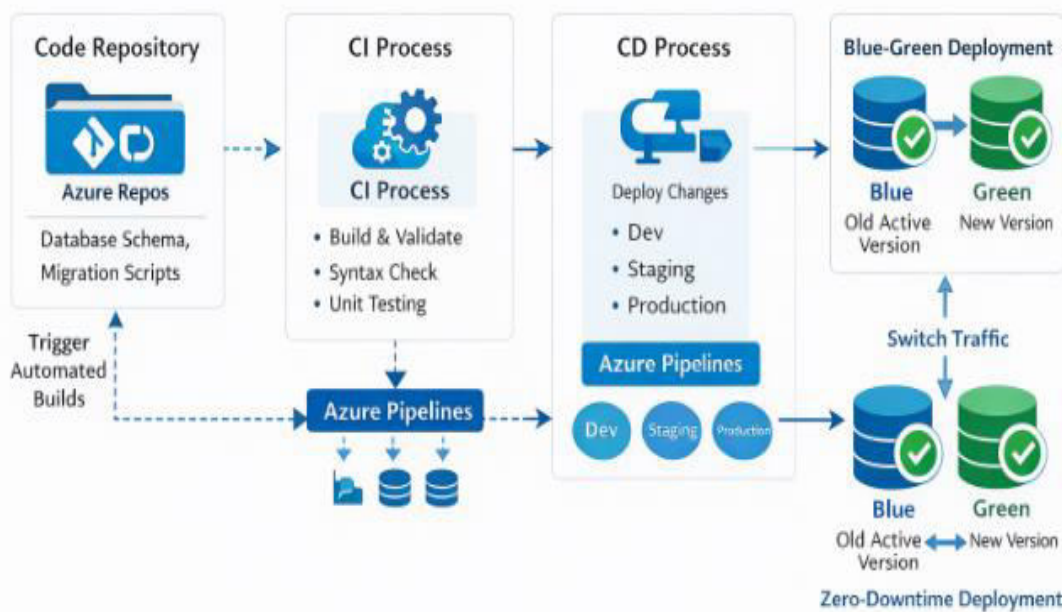 Code Repository
Azure Repos
Database Schema,
Migration Scripts
Trigger
Automated
Builds
CI Process
CI Process
• Build & Validate
• Syntax Check
• Unit Testing
Azure Pipelines
CD Process
Deploy Changes
• Dev
• Staging
• Production
Azure Pipelines
Dev
Staging
Production
Blue-Green Deployment
Blue
Old Active
Version
Green
New Version
Switch Traffic
Blue
Old Active
Version
Green
New Version
Zero-Downtime Deployment